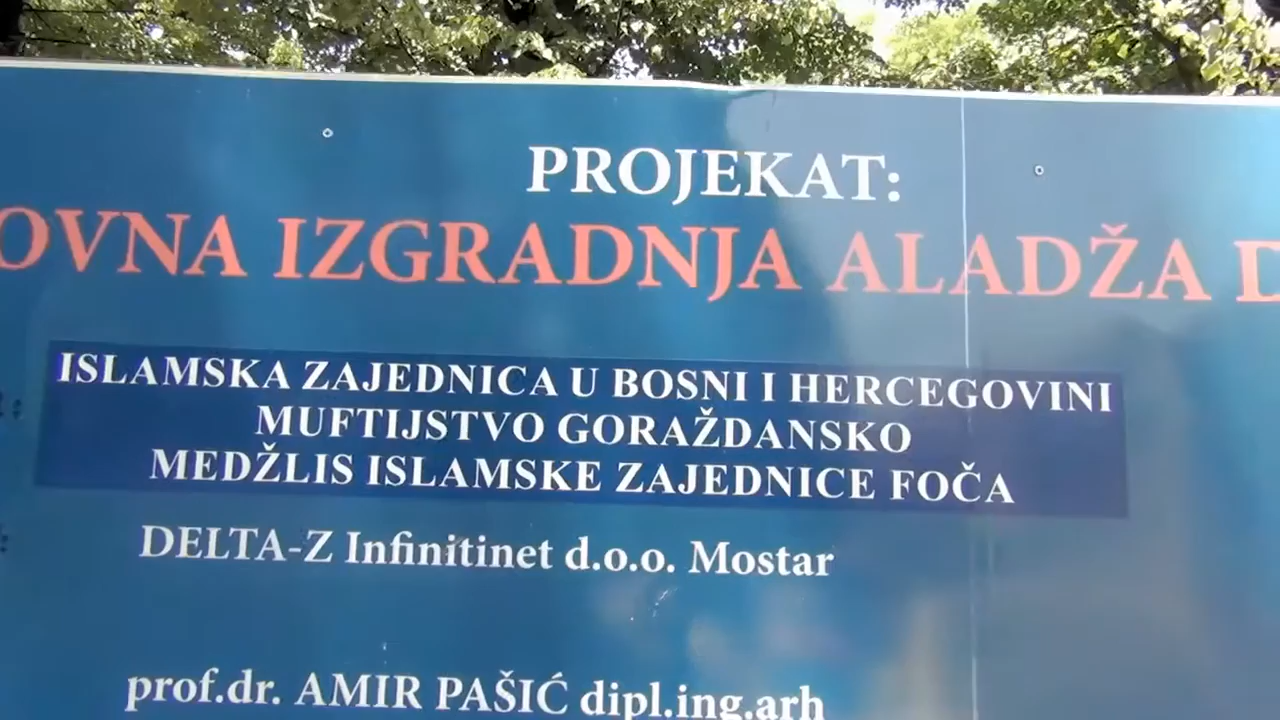 PROJEKAT:
OVNA IZGRADNJA ALADŽA D
ISLAMSKA ZAJEDNICA U BOSNI I HERCEGOVINI
MUFTIJSTVO GORAŽDANSKO
MEDŽLIS ISLAMSKE ZAJEDNICE FOČA
DELTA-Z Infinitinet d.o.o. Mostar
prof.dr. AMIR PAŠIĆ dipl.ing.arh